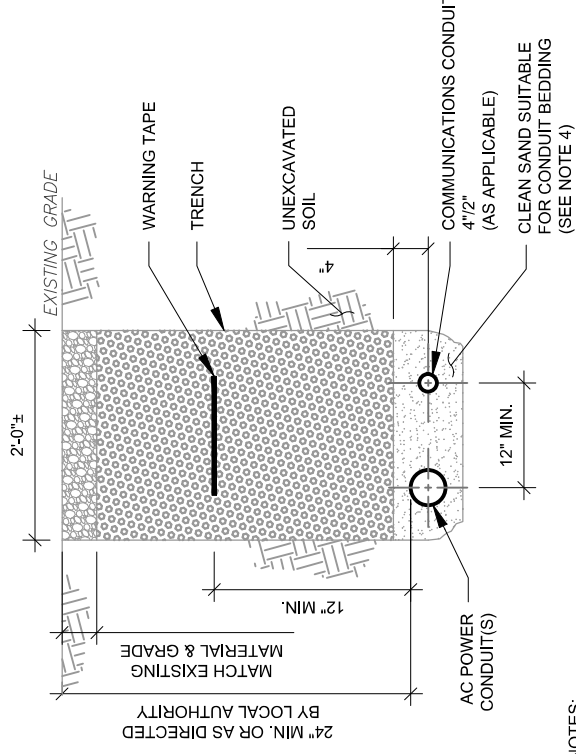 EXISTING GRADE
2'-0"±
WARNING TAPE
TRENCH
UNEXCAVATED
SOIL
4"
COMMUNICATIONS CONDUIT
4"/2"
(AS APPLICABLE)
CLEAN SAND SUITABLE
FOR CONDUIT BEDDING
(SEE NOTE 4)
12" MIN.
AC POWER
CONDUIT(S)
12" MIN.
MATCH EXISTING
MATERIAL & GRADE
24" MIN. OR AS DIRECTED
BY LOCAL AUTHORITY
NOTES: